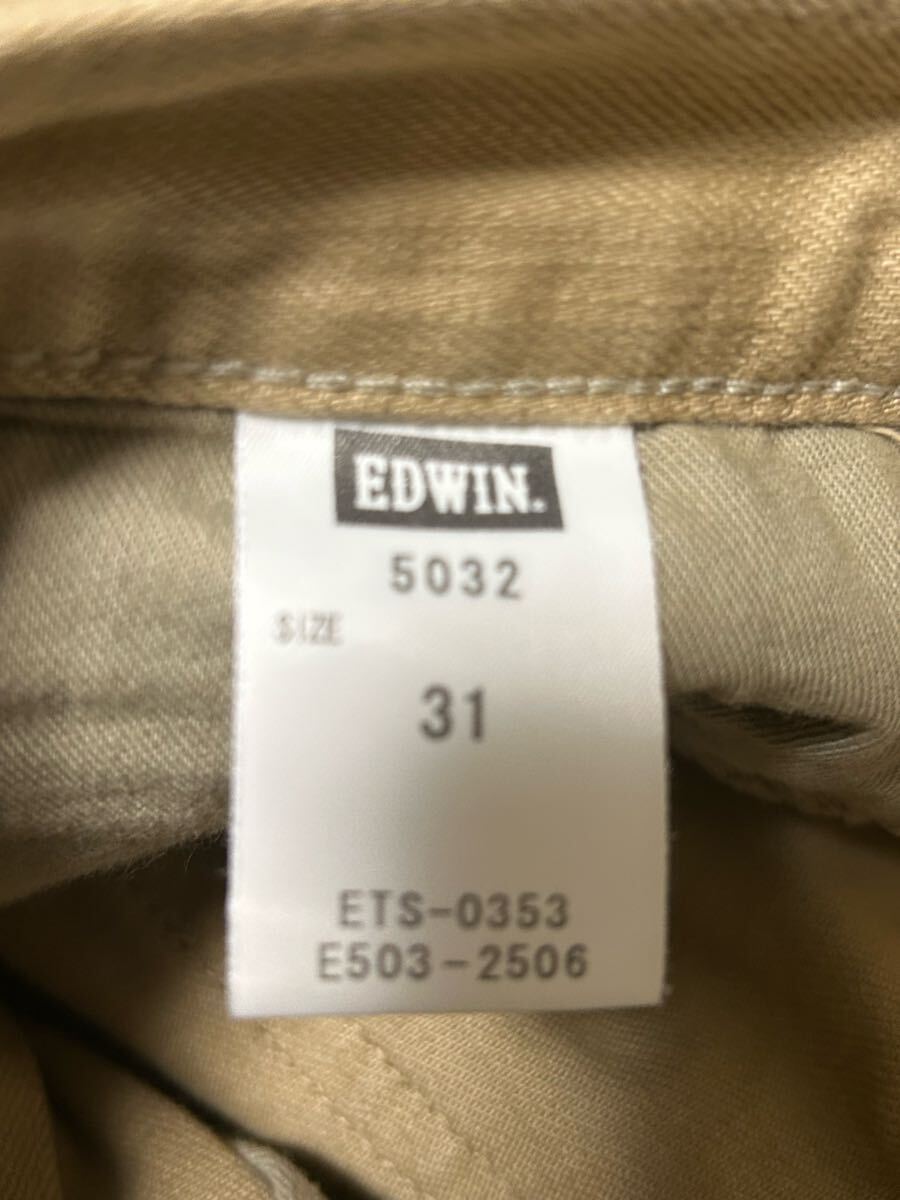 EDWIN.
5032
SIZE
31
ETS-0353
E503-2506